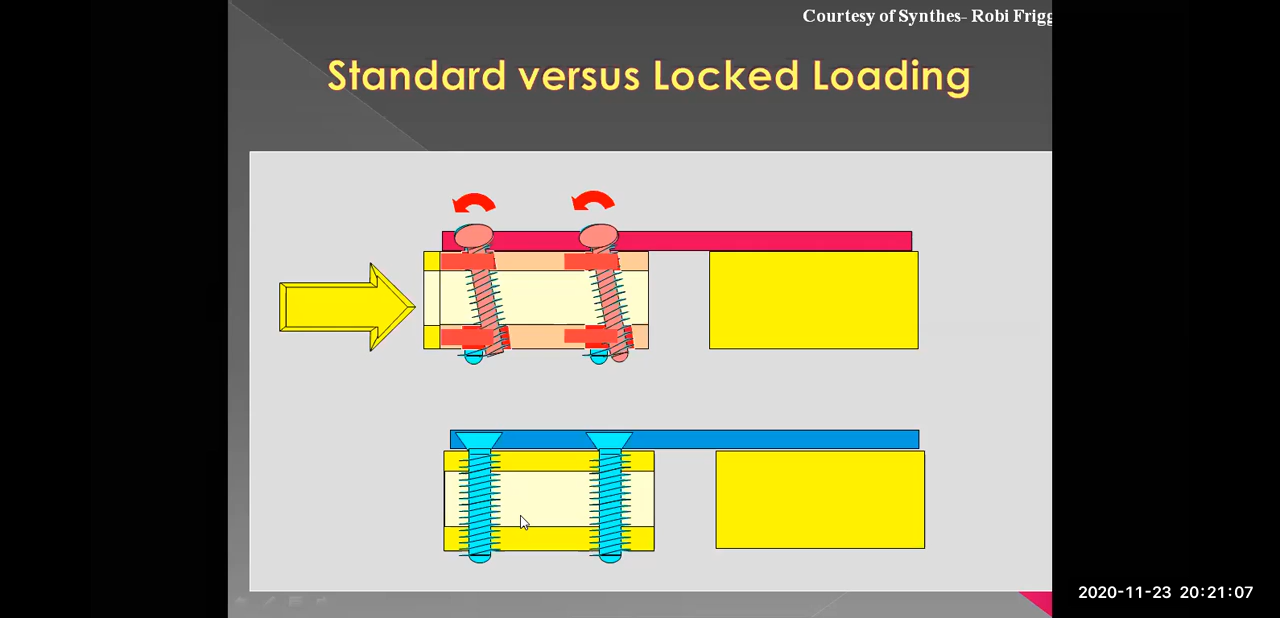 Courtesy of Synthes- Robi Frigg
Standard versus Locked Loading
2020-11-23 20:21:07